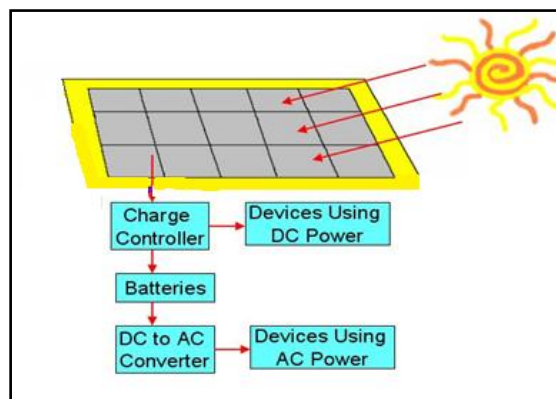 Charge
Controller
Devices Using
DC Power
Batteries
DC to AC
Converter
Devices Using
AC Power